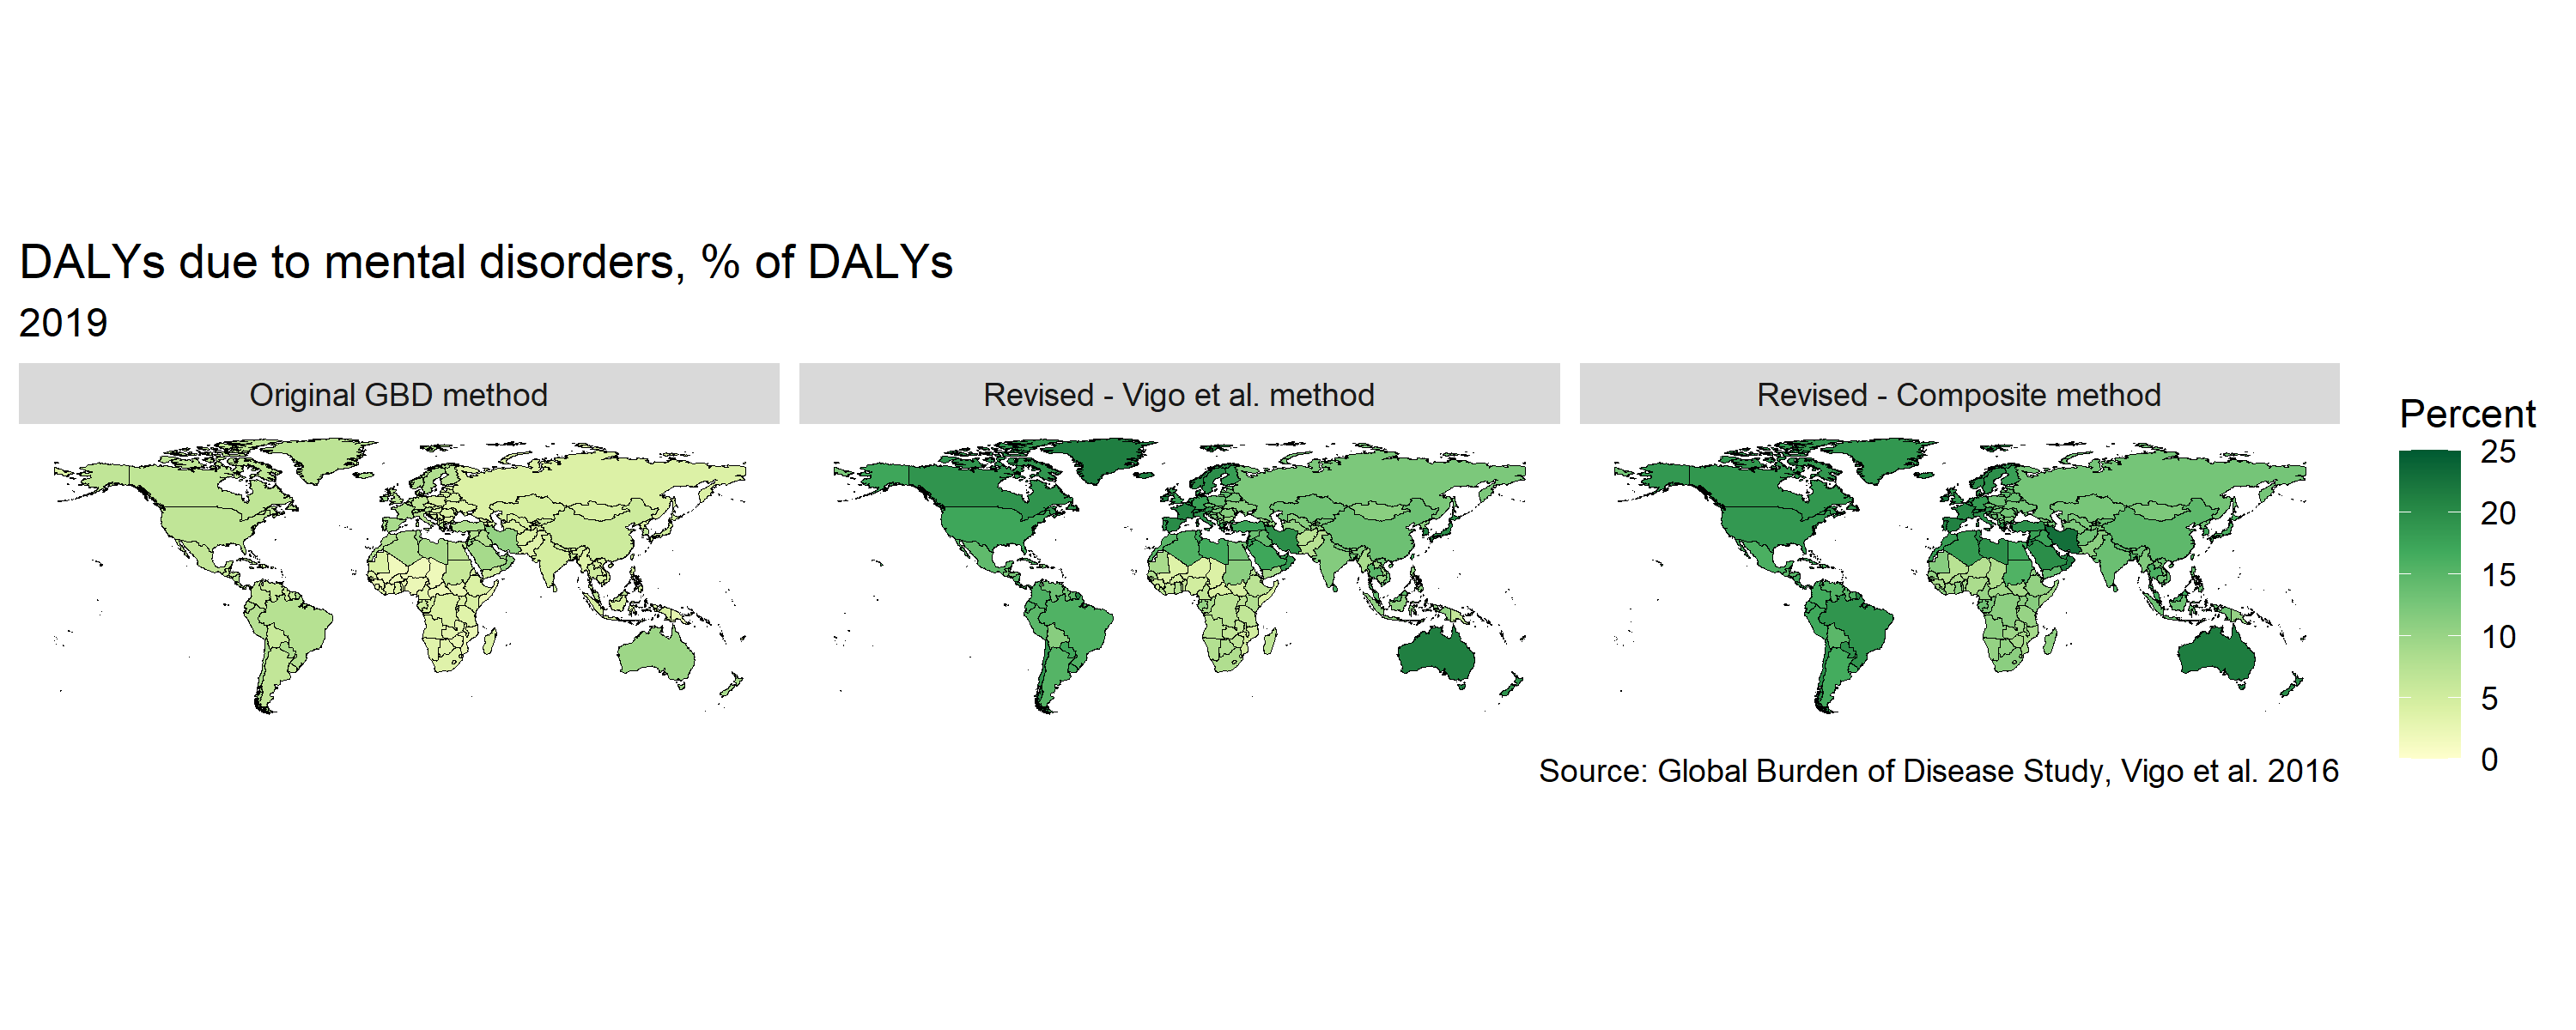 DALYs due to mental disorders, % of DALYs
2019
Original GBD method
Revised - Vigo et al. method
Revised - Composite method
Percent
25
20
15
10
5
0
Source: Global Burden of Disease Study, Vigo et al. 2016